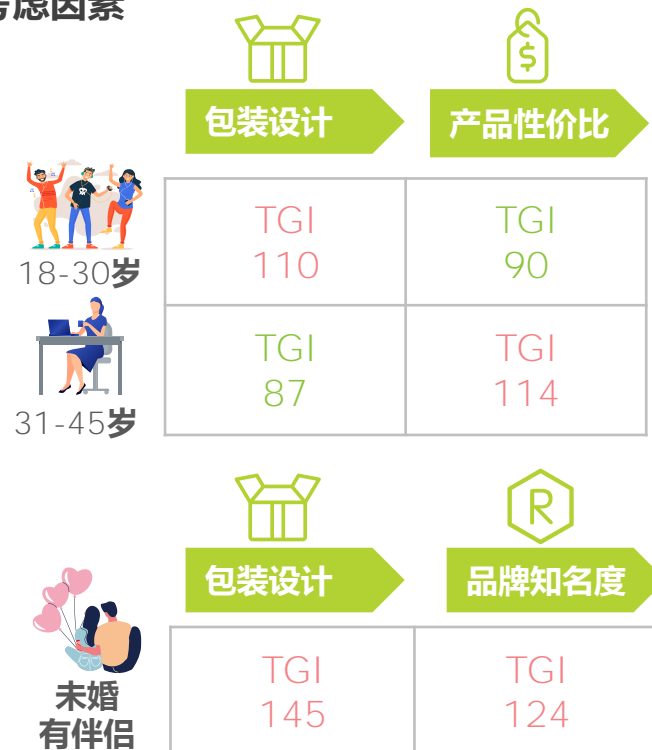 考虑因素
包装设计 产品性价比
18-30岁
TGI
110
TGI
90
31-45岁
TGI
87
TGI
114
包装设计 品牌知名度
未婚
有伴侣
TGI
145
TGI
124